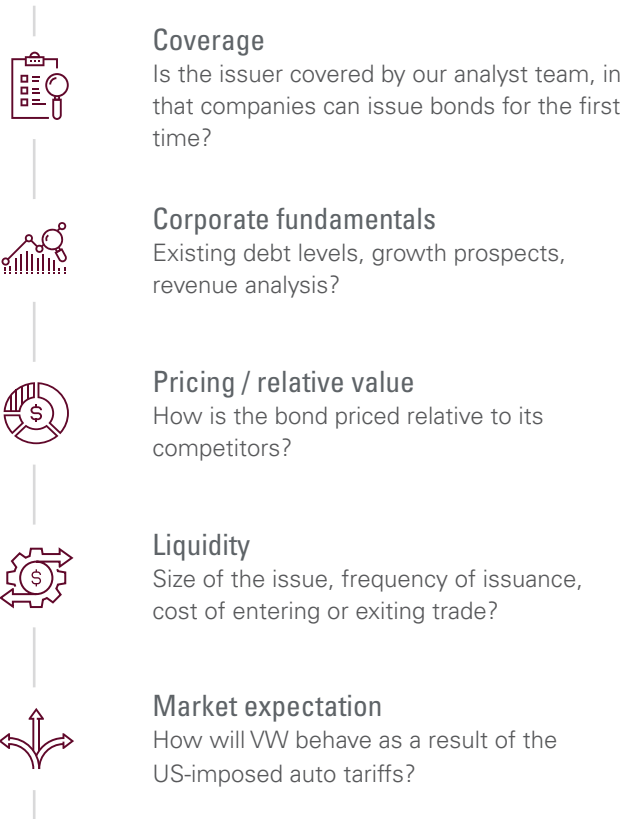 Coverage
Is the issuer covered by our analyst team, in
that companies can issue bonds for the first
time?
Corporate fundamentals
Existing debt levels, growth prospects,
revenue analysis?
Pricing / relative value
$
How is the bond priced relative to its
competitors?
Liquidity
$
Size of the issue, frequency of issuance,
cost of entering or exiting trade?
Market expectation
How will VW behave as a result of the
US-imposed auto tariffs?